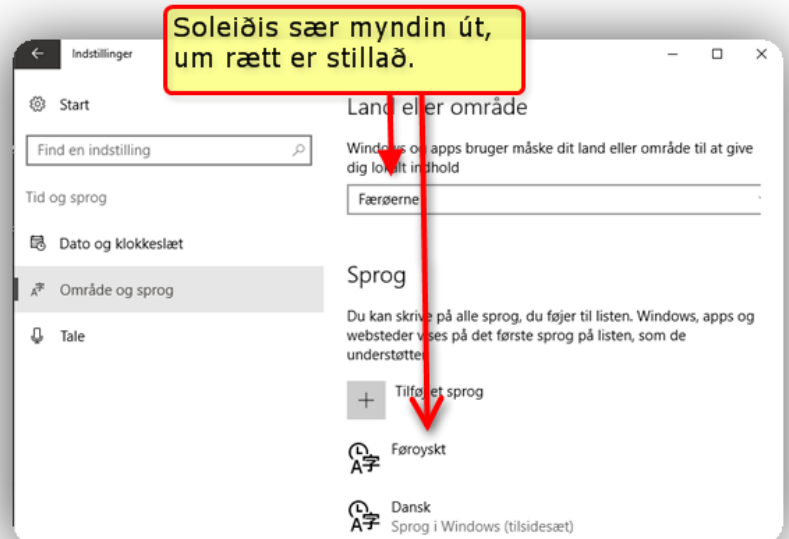 Soleiðis sær myndin út,
um rætt er stillað.
Indstillinger
Start
Find en indstilling
Tid og sprog
Dato og klokkeslæt
Område og sprog
Tale
Land eller område
Windows og apps bruger måske dit land eller område til at give
dig lokalt indhold
Færøerne
Sprog
Du kan skrive på alle sprog, du føjer til listen. Windows, apps og
websteder vises på det første sprog på listen, som de
understøtter
Tilføj et sprog
Føroyskt
Dansk
Sprog i Windows (tilsidesæt)